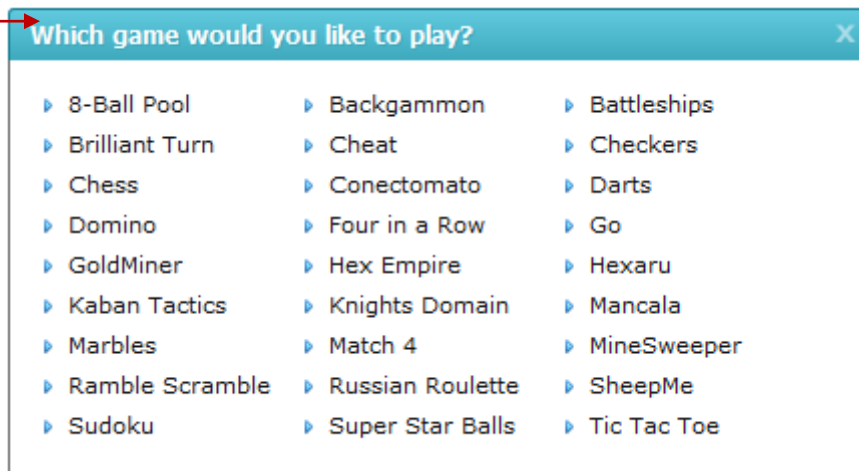 Which game would you like to play? X
8-Ball Pool Backgammon Battleships
Brilliant Turn Cheat Checkers
Chess Conectomato Darts
Domino Four in a Row Go
GoldMiner Hex Empire Hexaru
Kaban Tactics Knights Domain Mancala
Marbles Match 4 MineSweeper
Ramble Scramble Russian Roulette SheepMe
Sudoku Super Star Balls Tic Tac Toe